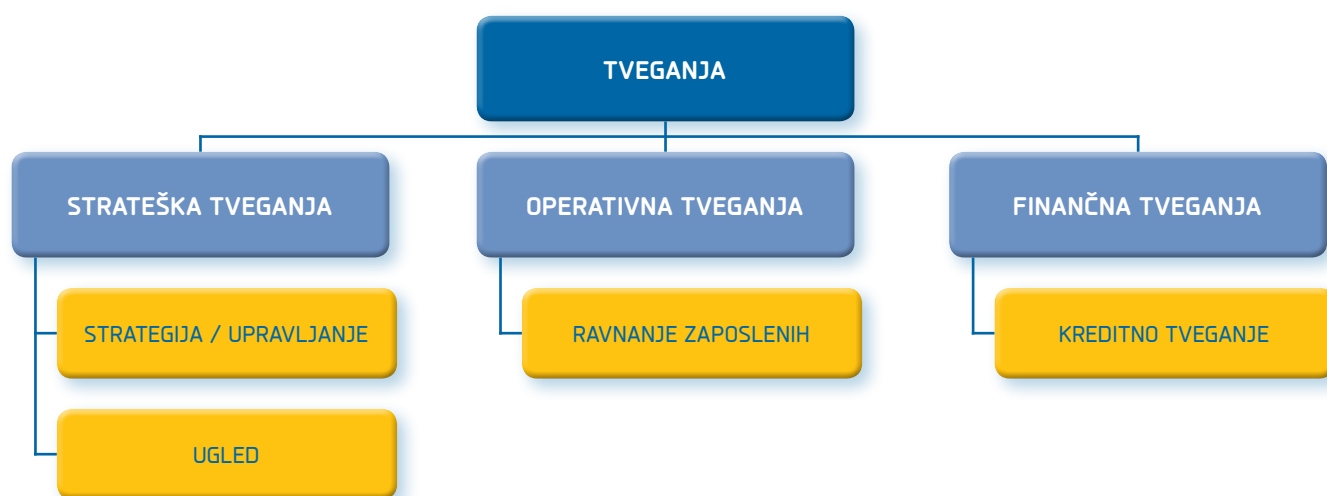 TVEGANJA
STRATEŠKA TVEGANJA
OPERATIVNA TVEGANJA
FINANČNA TVEGANJA
STRATEGIJA / UPRAVLJANJE
RAVNANJE ZAPOSLENIH
KREDITNO TVEGANJE
UGLED